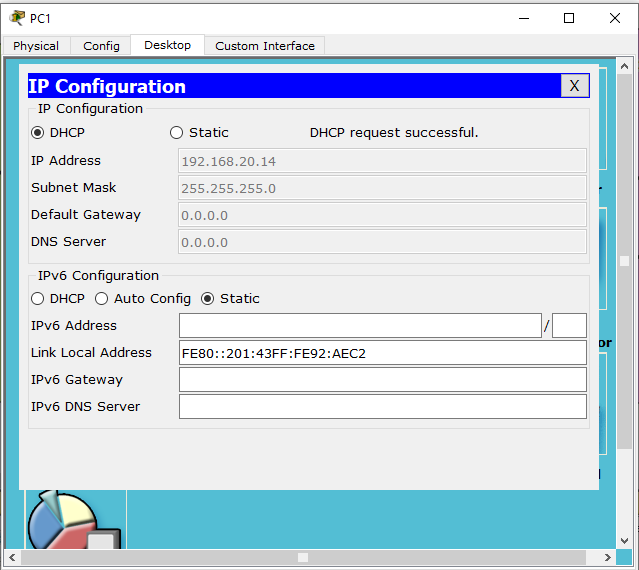 PC1
Physical Config Desktop Custom Interface
IP Configuration X
IP Configuration
DHCP Static DHCP request successful.
IP Address 192.168.20.14
Subnet Mask 255.255.255.0
Default Gateway 0.0.0.0
DNS Server 0.0.0.0
IPv6 Configuration
DHCP Auto Config Static
IPv6 Address /
Link Local Address FE80::201:43FF:FE92:AEC2
or
IPv6 Gateway
IPv6 DNS Server